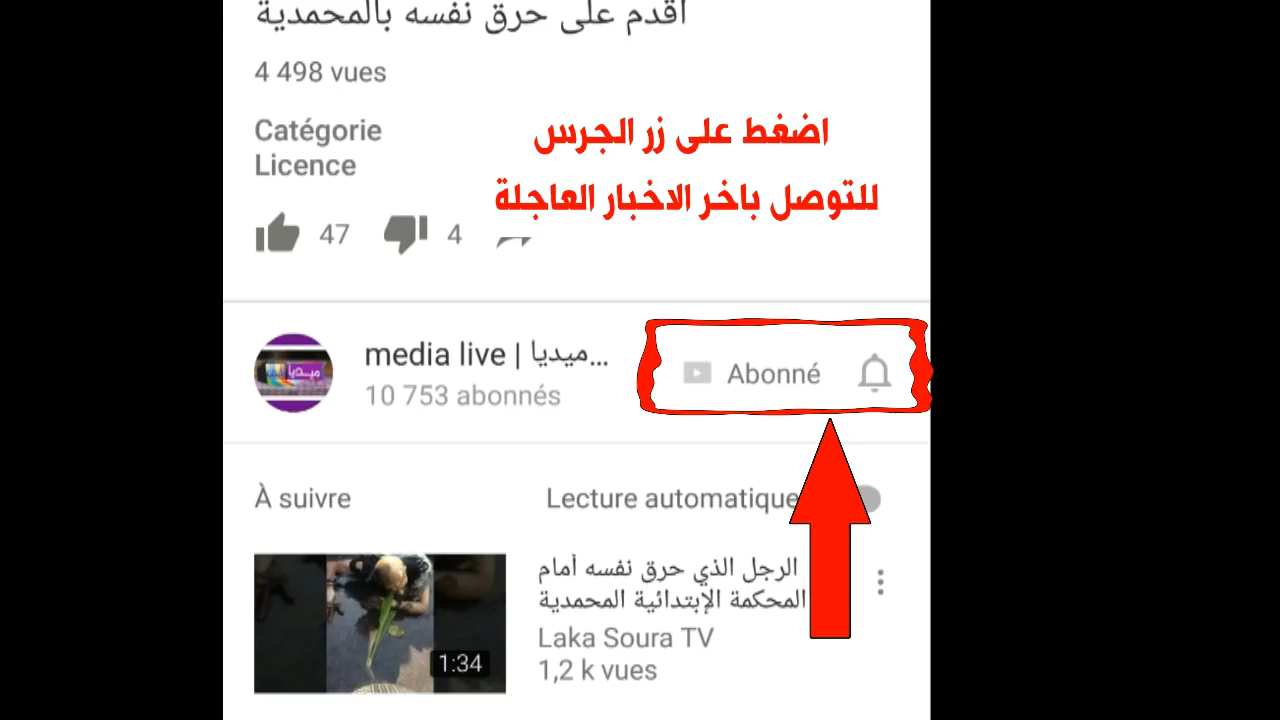 أقدم على حرق نفسه بالمحمدية
4 498 vues
Catégorie
Licence
اضغط على زر الجرس
للتوصل باخر الاخبار العاجلة
47
4
media live | ميديا...
10 753 abonnés
Abonné
ميديا
À suivre
Lecture automatique
الرجل الذي حرق نفسه أمام
المحكمة الإبتدائية المحمدية
Laka Soura TV
1,2 k vues
1:34